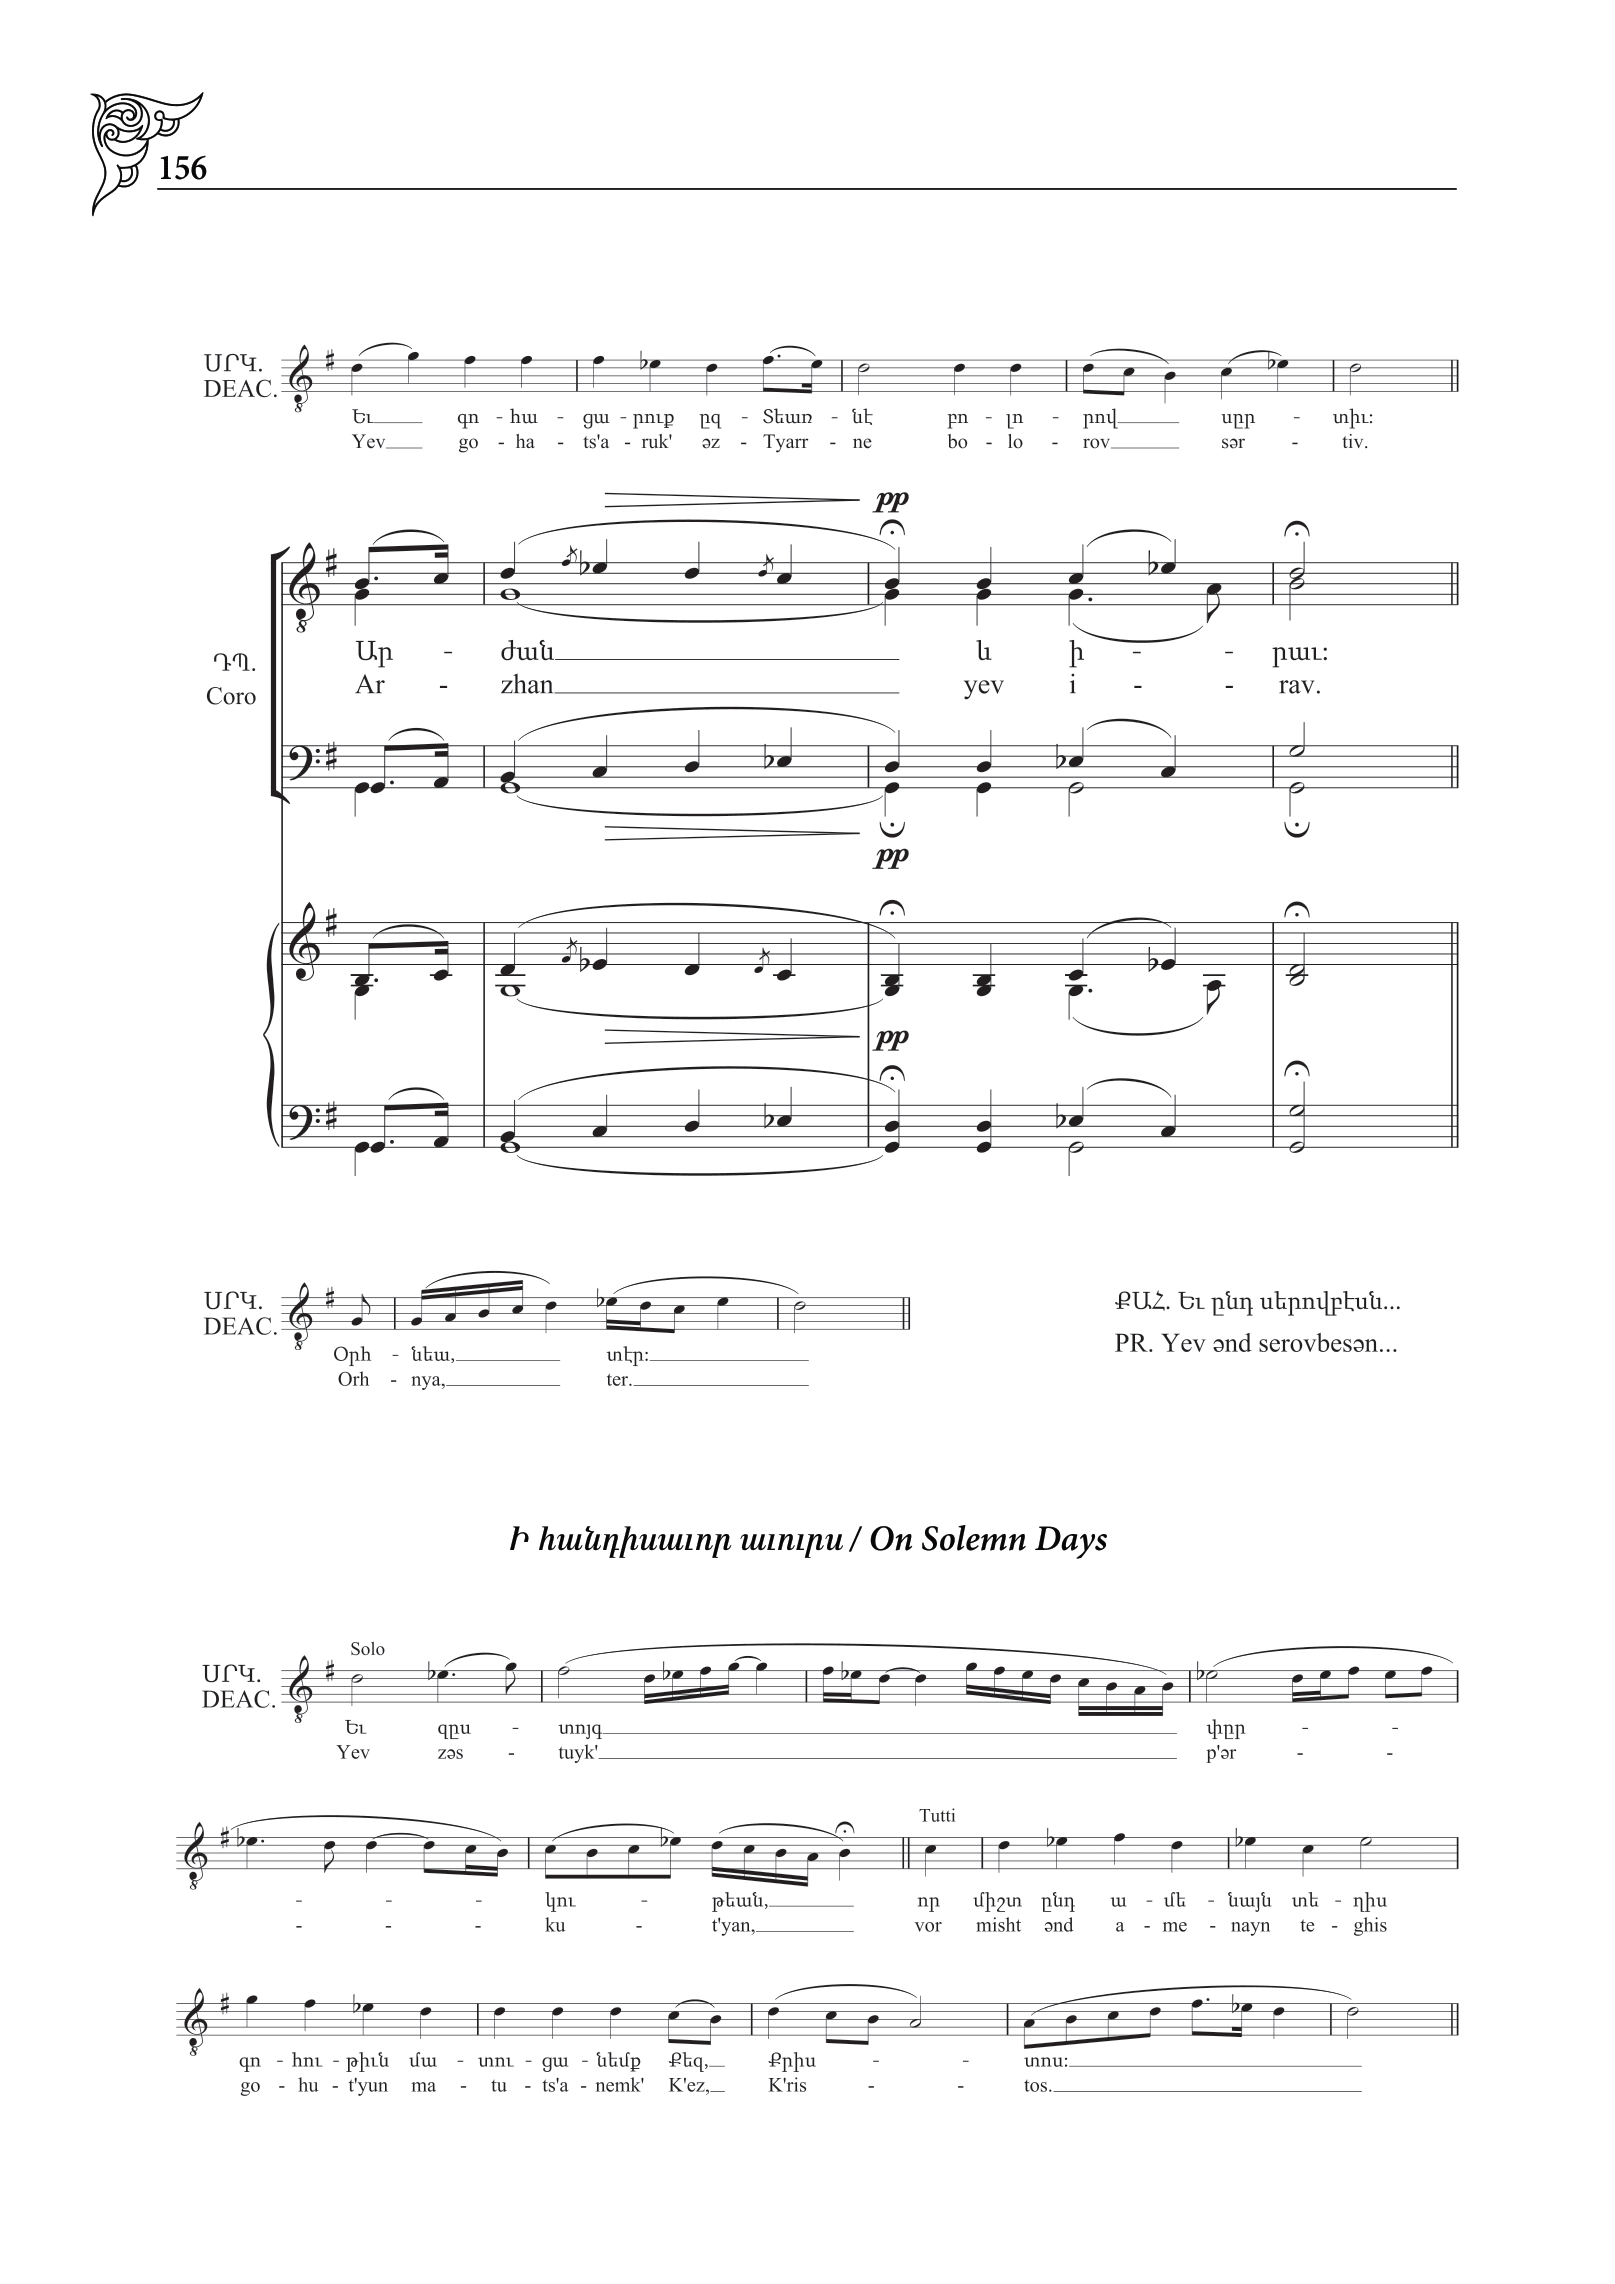 156
ՍՐԿ.
DEAC.
Եւ գո - հա - ցա - րուք ըզ - Տեառ - նէ բո - լո - րով սըր - տիւ:
Yev go - ha - ts'a - ruk' əz - Tyarr - ne bo - lo - rov sər - tiv.
pp
ԴՊ.
Coro
Ար - ժան և ի - - րաւ:
Ar - zhan yev i - - rav.
pp
pp
ՍՐԿ.
DEAC.
Օրհ - նեա, տէր:
Orh - nya, ter.
ՔԱՀ. Եւ ընդ սերովբէսն...
PR. Yev ənd serovbesən...
Ի հանդիսաւոր աւուրս / On Solemn Days
Solo
ՍՐԿ.
DEAC.
Եւ զըս - տոյգ փըր - -
Yev zəs - tuyk' p'ər - -
Tutti
- - - կու - թեան, որ միշտ ընդ ա - մե - նայն տե - ղիս
- - - ku - t'yan, vor misht ənd a - me - nayn te - ghis
գո - հու - թիւն մա - տու - ցա - նեմք Քեզ, Քրիս - - տոս:
go - hu - t'yun ma - tu - ts'a - nemk' K'ez, K'ris - - tos.